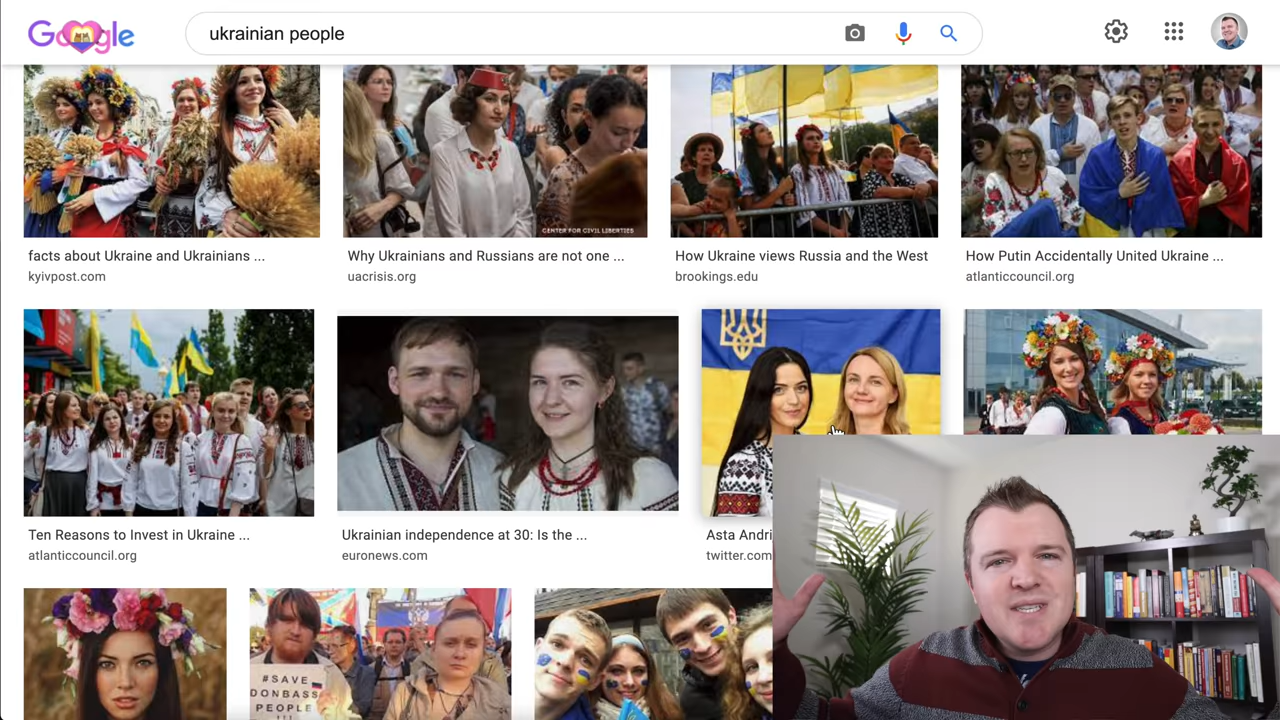 Google
ukrainian people
CENTER FOR CIVIL LIBERTIES
facts about Ukraine and Ukrainians ...
kyivpost.com
Why Ukrainians and Russians are not one ...
uacrisis.org
How Ukraine views Russia and the West
brookings.edu
How Putin Accidentally United Ukraine ...
atlanticcouncil.org
Ten Reasons to Invest in Ukraine ...
atlanticcouncil.org
Ukrainian independence at 30: Is the ...
euronews.com
Asta Andri
twitter.com
#SAVE
DONBASS
PEOPLE
!!!